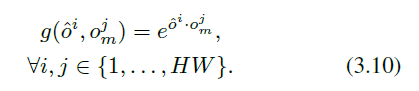 g(ô^i, o_m^j) = e^{ô^i · o_m^j},
∀i, j ∈ {1, . . . , HW}. (3.10)